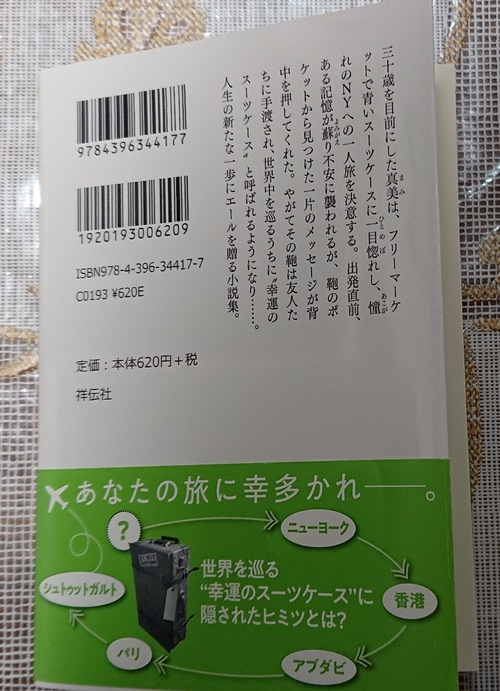 三十歳を目前にした真美は、フリーマーケ
ットで青いスーツケースに一目惚れし、憧
れのNYへの一人旅を決意する。出発直前、
ある記憶が蘇り不安に襲われるが、鞄のポ
ケットから見つけた一片のメッセージが背
中を押してくれた。やがてその鞄は友人た
ちに手渡され、世界中を巡るうちに“幸運の
スーツケース”と呼ばれるようになり……。
人生の新たな一歩にエールを贈る小説集。
9784396344177
1920193006209
ISBN978-4-396-34417-7
C0193 ¥620E
定価：本体620円＋税
祥伝社
あなたの旅に幸多かれ――。
?
ニューヨーク
香港
アブダビ
パリ
シュトゥットガルト
世界を巡る
“幸運のスーツケース”に
隠されたヒミツとは?